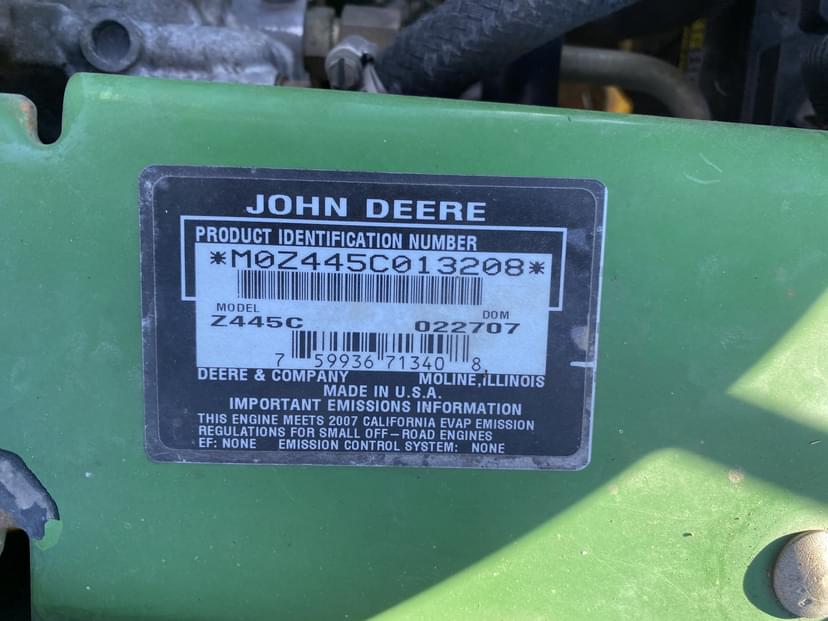 JOHN DEERE
PRODUCT IDENTIFICATION NUMBER
*M0Z445C013208*
MODEL DOM
Z445C 022707
7 59936 71340 8
DEERE & COMPANY MOLINE, ILLINOIS
MADE IN U.S.A.
IMPORTANT EMISSIONS INFORMATION
THIS ENGINE MEETS 2007 CALIFORNIA EVAP EMISSION
REGULATIONS FOR SMALL OFF-ROAD ENGINES
EF: NONE EMISSION CONTROL SYSTEM: NONE